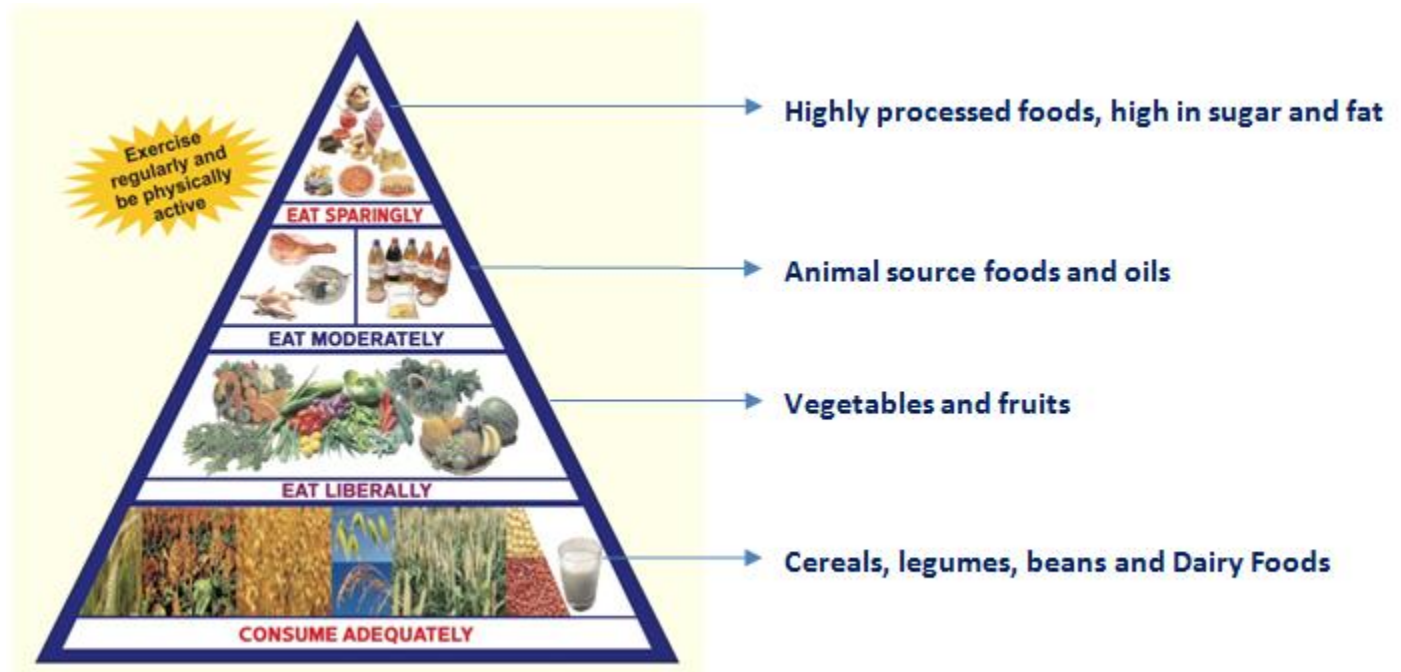 Exercise
regularly and
be physically
active
Highly processed foods, high in sugar and fat
EAT SPARINGLY
Animal source foods and oils
EAT MODERATELY
Vegetables and fruits
EAT LIBERALLY
Cereals, legumes, beans and Dairy Foods
CONSUME ADEQUATELY